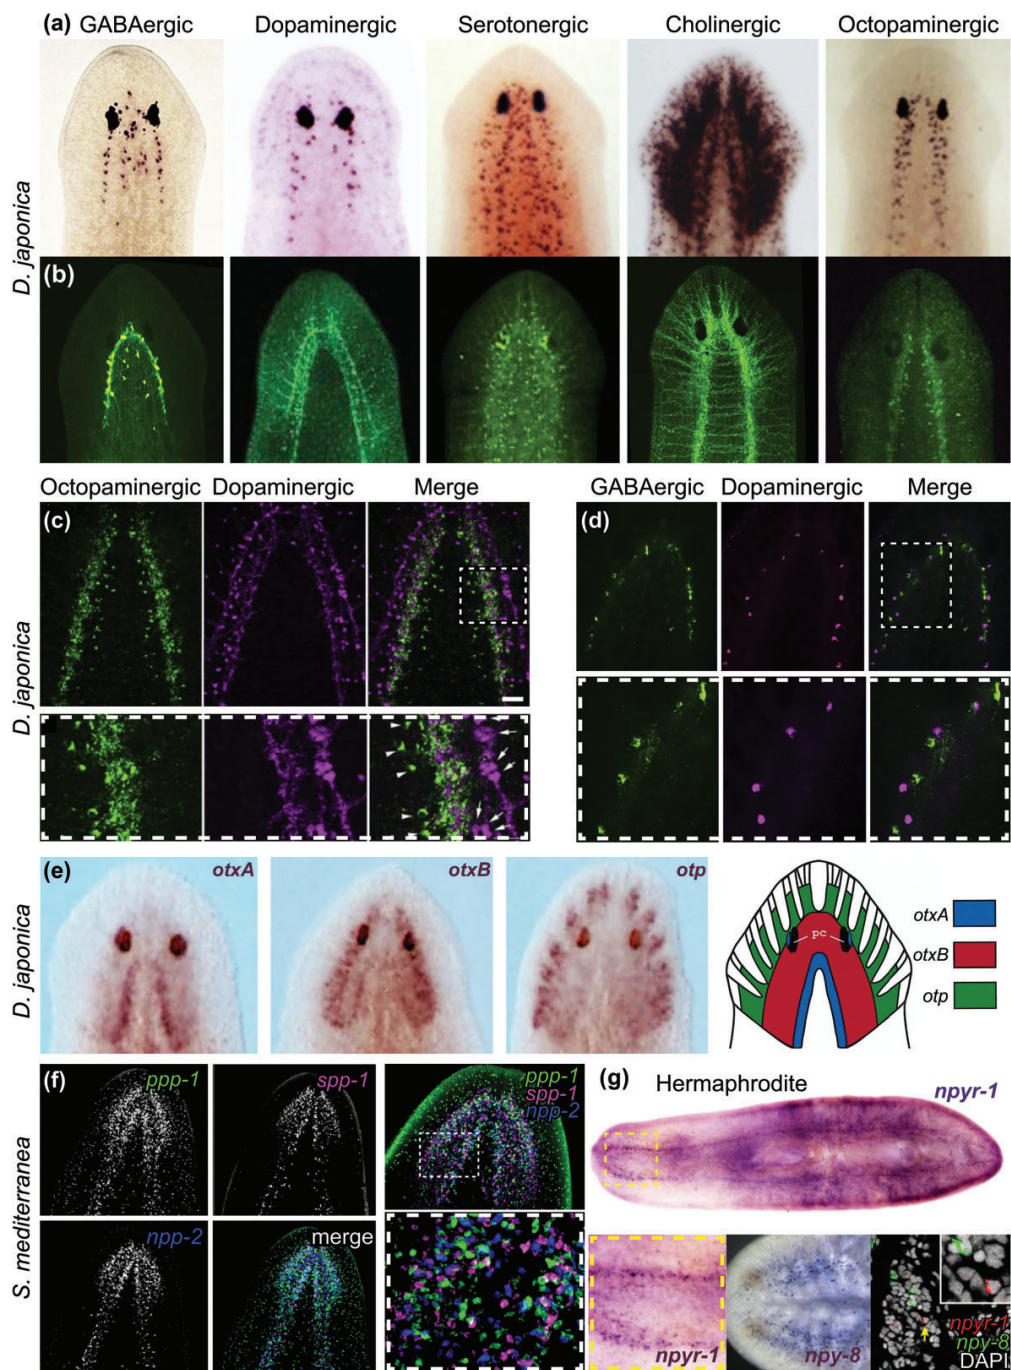 (a) GABAergic Dopaminergic Serotonergic Cholinergic Octopaminergic
D. japonica
(b)
Octopaminergic Dopaminergic Merge
(c)
GABAergic Dopaminergic Merge
(d)
D. japonica
(e) otxA otxB otp
D. japonica
pc
otxA
otxB
otp
(f) ppp-1 spp-1
ppp-1
spp-1
npp-2
S. mediterranea
npp-2 merge
(g) Hermaphrodite
npyr-1
npyr-1
npy-8
npyr-1
npy-8
DAPI